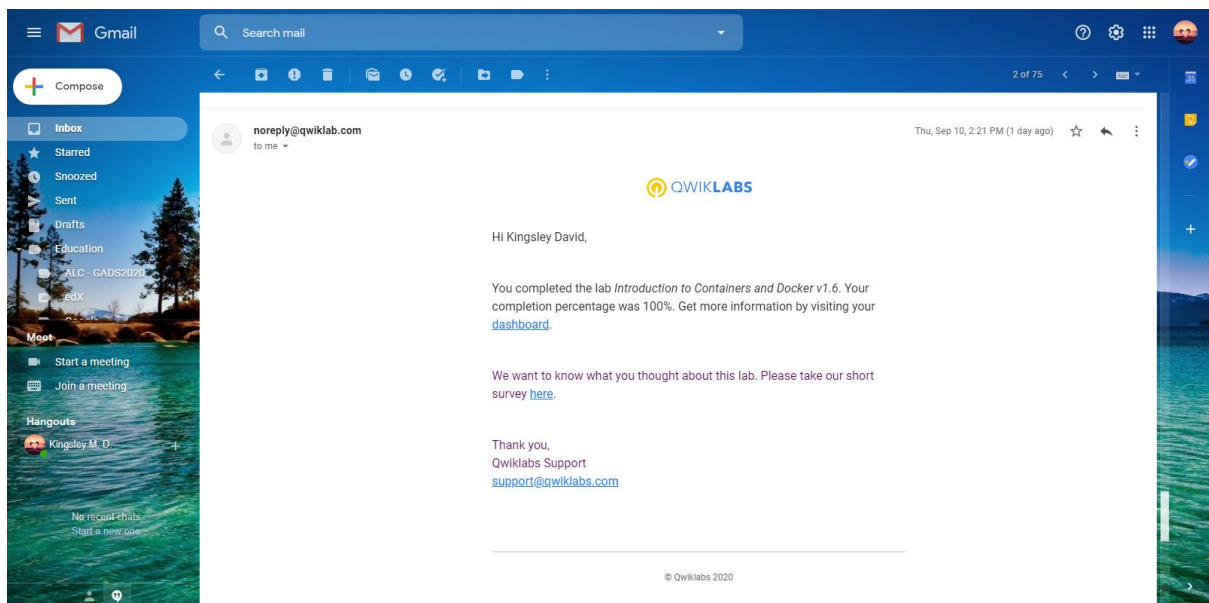 Gmail
Search mail
Compose
2 of 75
Inbox
Starred
Snoozed
Sent
Drafts
Education
ALC - GADS2020
edX
Meet
Start a meeting
Join a meeting
Hangouts
Kingsley M. D.
No recent chats
Start a new one
noreply@qwiklab.com
Thu, Sep 10, 2:21 PM (1 day ago)
to me
QWIKLABS
Hi Kingsley David,
You completed the lab Introduction to Containers and Docker v1.6. Your
completion percentage was 100%. Get more information by visiting your
dashboard.
We want to know what you thought about this lab. Please take our short
survey here.
Thank you,
Qwiklabs Support
support@qwiklabs.com
© Qwiklabs 2020
31